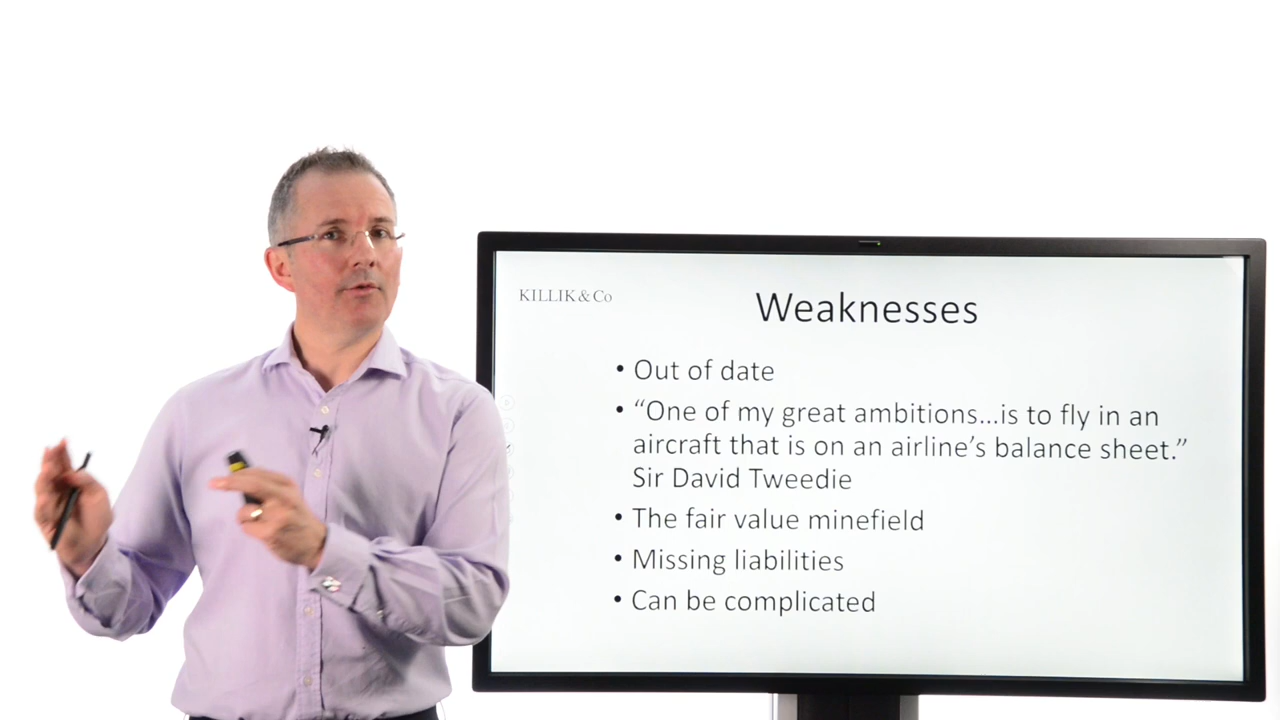 KILLIK & Co
Weaknesses
• Out of date
• “One of my great ambitions...is to fly in an
aircraft that is on an airline’s balance sheet.”
Sir David Tweedie
• The fair value minefield
• Missing liabilities
• Can be complicated